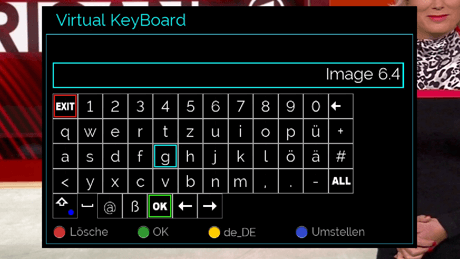 Virtual KeyBoard
Image 6.4
EXIT 1 2 3 4 5 6 7 8 9 0 ←
q w e r t z u i o p ü +
a s d f g h j k l ö ä #
< y x c v b n m , . - ALL
@ ß OK ← →
Lösche OK de_DE Umstellen